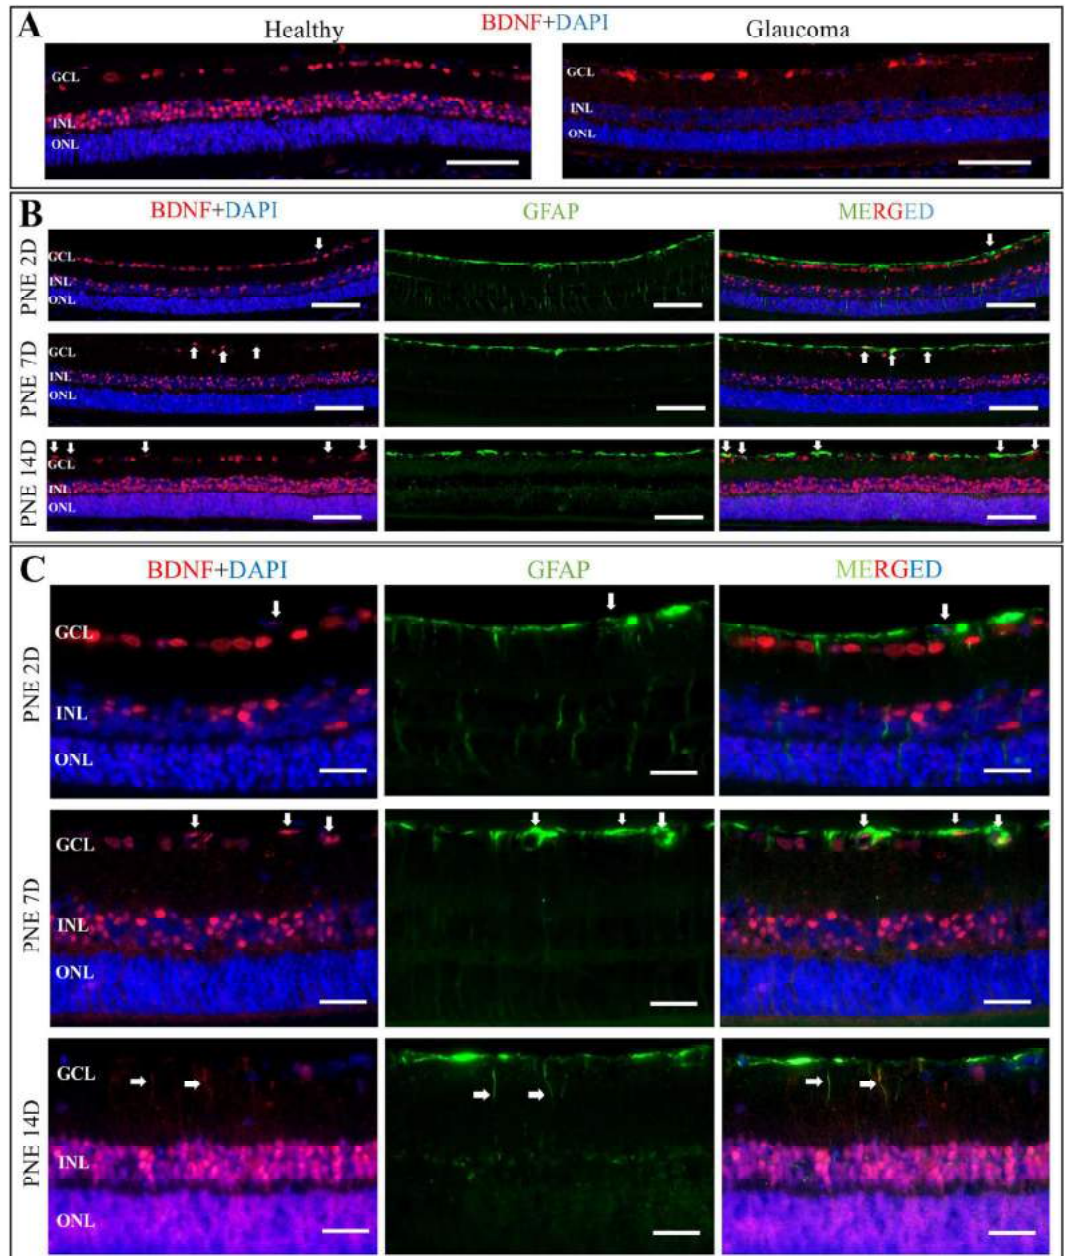 A
BDNF+DAPI
Healthy
Glaucoma
GCL
INL
ONL
GCL
INL
ONL
B
BDNF+DAPI
GFAP
MERGED
PNE 2D
GCL
INL
ONL
PNE 7D
GCL
INL
ONL
PNE 14D
GCL
INL
ONL
C
BDNF+DAPI
GFAP
MERGED
PNE 2D
GCL
INL
ONL
PNE 7D
GCL
INL
ONL
PNE 14D
GCL
INL
ONL